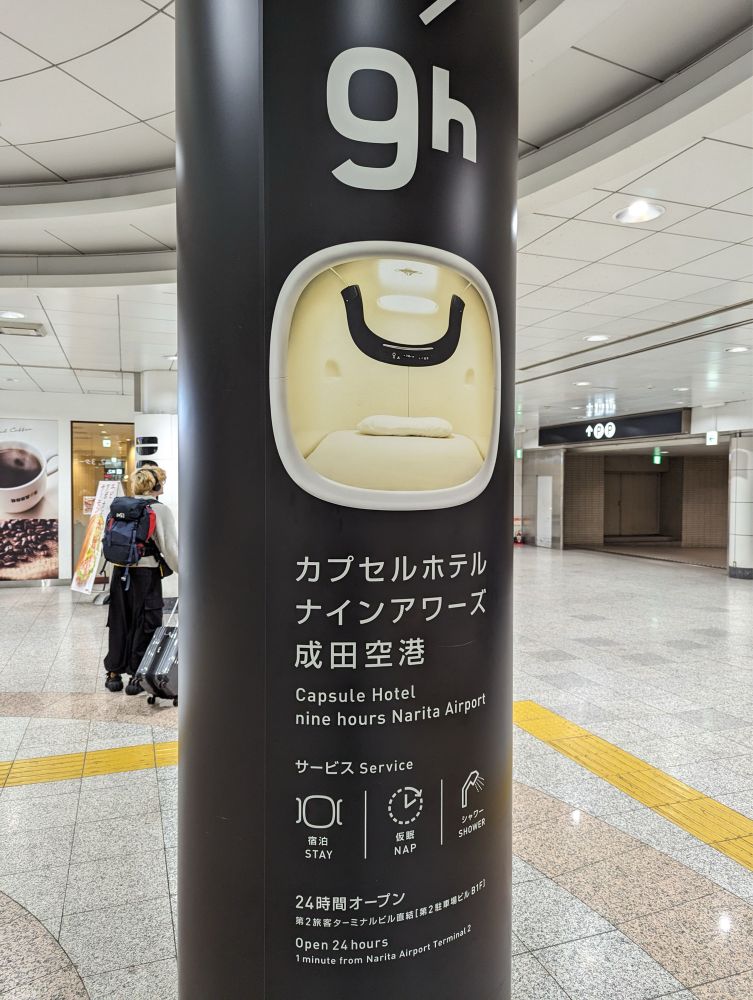 9h
カプセルホテル
ナインアワーズ
成田空港
Capsule Hotel
nine hours Narita Airport
サービス Service
宿泊
STAY
仮眠
NAP
シャワー
SHOWER
24時間オープン
第2旅客ターミナルビル直結［第2駐車場ビル B1F］
Open 24 hours
1 minute from Narita Airport Terminal 2
P P